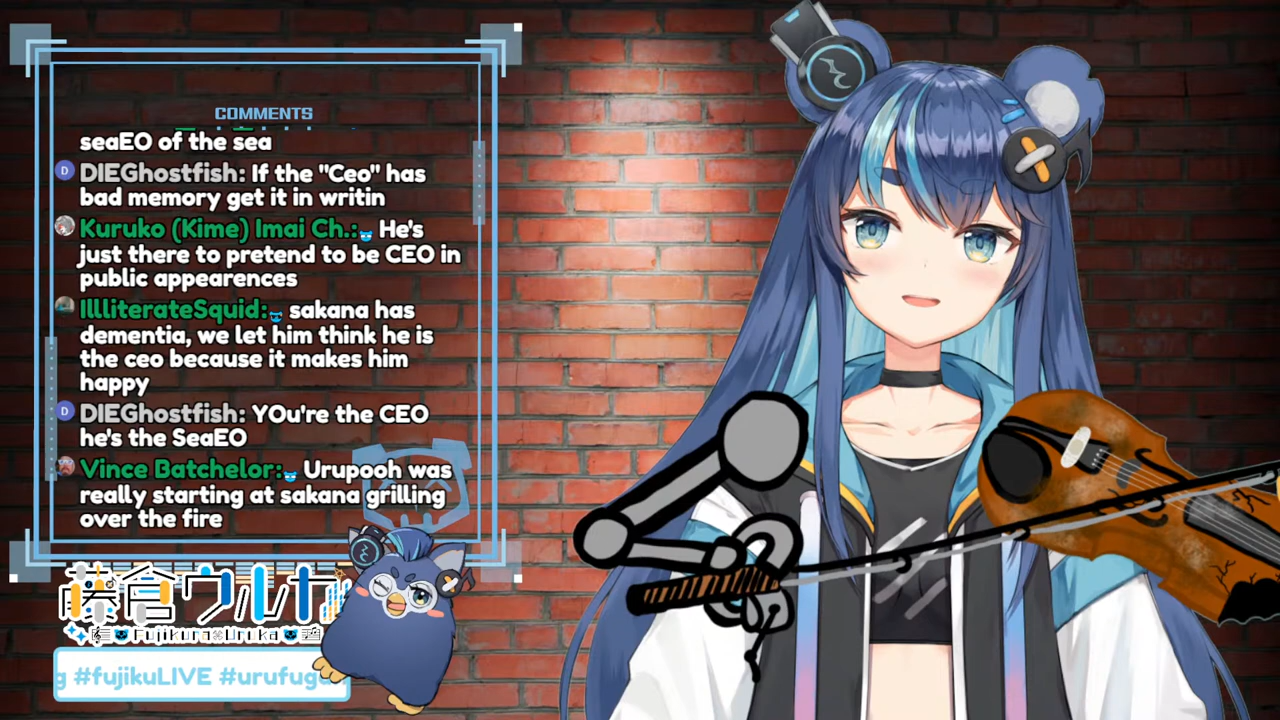 COMMENTS
seaEO of the sea
D DIEGhostfish: If the "Ceo" has
bad memory get it in writin
Kuruko (Kime) Imai Ch.: He's
just there to pretend to be CEO in
public appearences
IllliterateSquid: sakana has
dementia, we let him think he is
the ceo because it makes him
happy
D DIEGhostfish: YOu're the CEO
he's the SeaEO
Vince Batchelor: Urupooh was
really starting at sakana grilling
over the fire
藤倉ウルカ
Fujikura Uruka
g #fujikuLIVE #urufuga